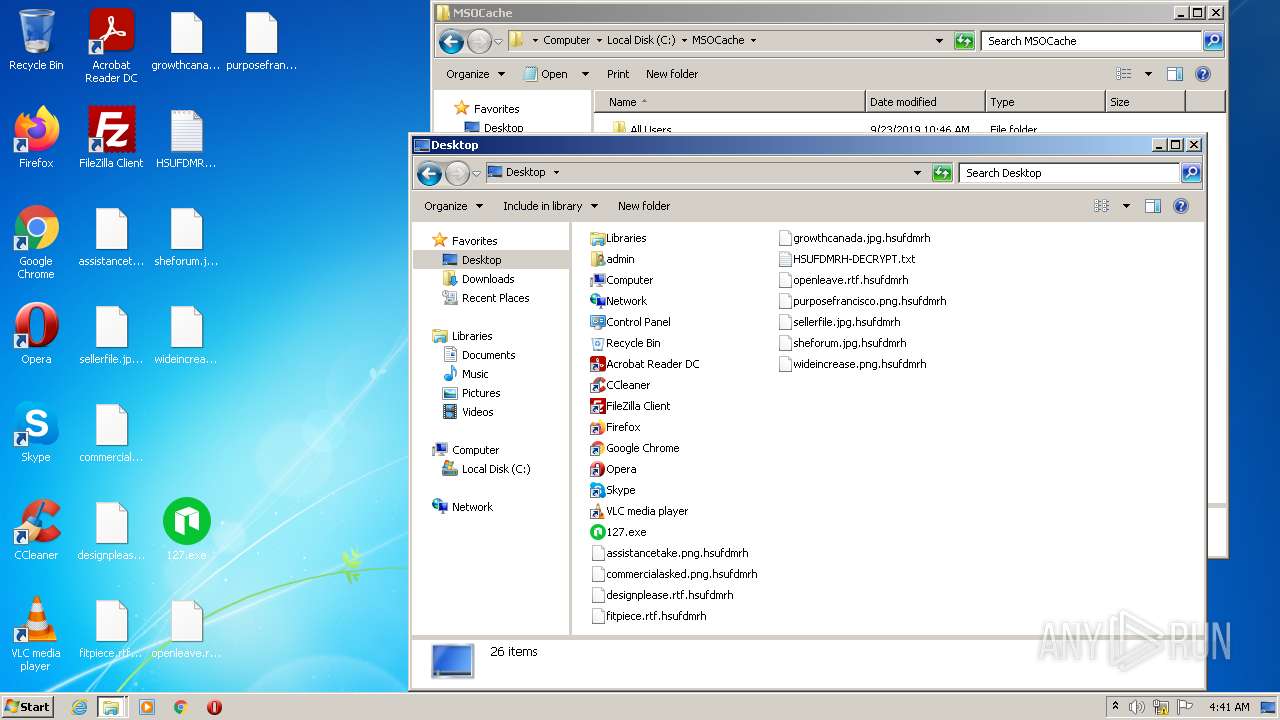 Recycle Bin
Acrobat
Reader DC
growthcana...
purposefran...
Firefox
FileZilla Client
HSUFDMR...
Google
Chrome
assistancet...
sheforum.j...
Opera
sellerfile.jp...
wideincrea...
Skype
commercial...
CCleaner
designpleas...
127.exe
VLC media
player
fitpiece.rtf...
openleave.r...
MSOCache
Computer
Local Disk (C:)
MSOCache
Search MSOCache
Organize
Open
Print
New folder
Favorites
Desktop
Name
Date modified
Type
Size
All Users
10:46 AM
File folder
Desktop
Desktop
Search Desktop
Organize
Include in library
New folder
Favorites
Desktop
Downloads
Recent Places
Libraries
Documents
Music
Pictures
Videos
Computer
Local Disk (C:)
Network
Libraries
admin
Computer
Network
Control Panel
Recycle Bin
Acrobat Reader DC
CCleaner
FileZilla Client
Firefox
Google Chrome
Opera
Skype
VLC media player
127.exe
assistancetake.png.hsufdmrh
commercialasked.png.hsufdmrh
designplease.rtf.hsufdmrh
fitpiece.rtf.hsufdmrh
growthcanada.jpg.hsufdmrh
HSUFDMRH-DECRYPT.txt
openleave.rtf.hsufdmrh
purposefrancisco.png.hsufdmrh
sellerfile.jpg.hsufdmrh
sheforum.jpg.hsufdmrh
wideincrease.png.hsufdmrh
26 items
ANY RUN
Start
4:41 AM